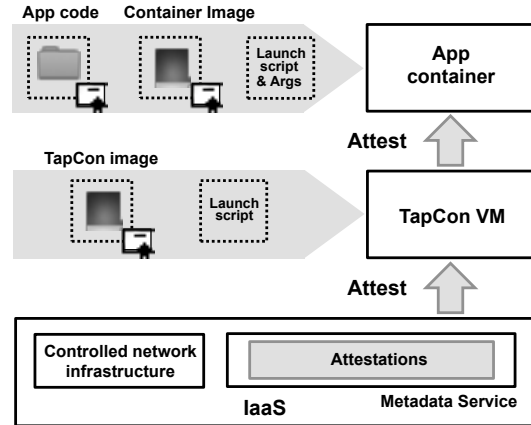 App code
Container Image
Launch
script
& Args
App
container
Attest
TapCon image
Launch
script
TapCon VM
Attest
Controlled network
infrastructure
Attestations
IaaS
Metadata Service